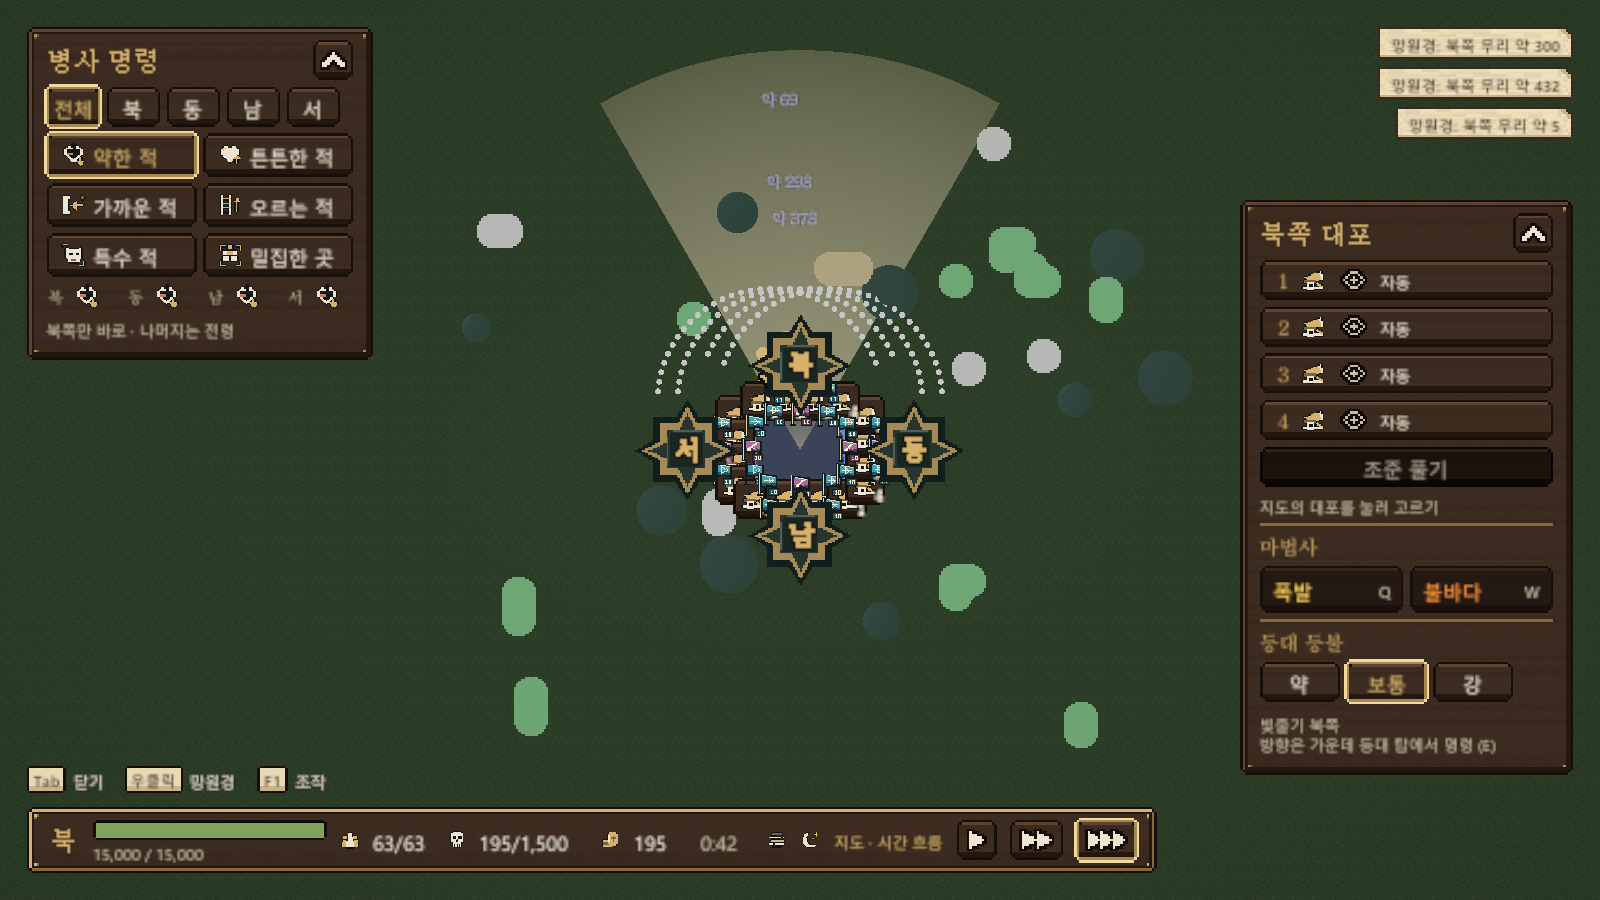 병사 명령
전체 북 동 남 서
약한 적 튼튼한 적
가까운 적 오르는 적
특수 적 밀집한 곳
북 동 남 서
북쪽만 바로 · 나머지는 전령
약 69
약 298
약 378
북
서
동
남
망원경: 북쪽 무리 약 300
망원경: 북쪽 무리 약 432
망원경: 북쪽 무리 약 5
북쪽 대포
1 자동
2 자동
3 자동
4 자동
조준 풀기
지도의 대포를 눌러 고르기
마법사
폭발 Q 불바다 W
등대 등불
약 보통 강
빛줄기 북쪽
방향은 가운데 등대 탑에서 명령 (E)
Tab 닫기 우클릭 망원경 F1 조작
북 15,000 / 15,000 63/63 195/1,500 195 0:42 지도 · 시간 흐름